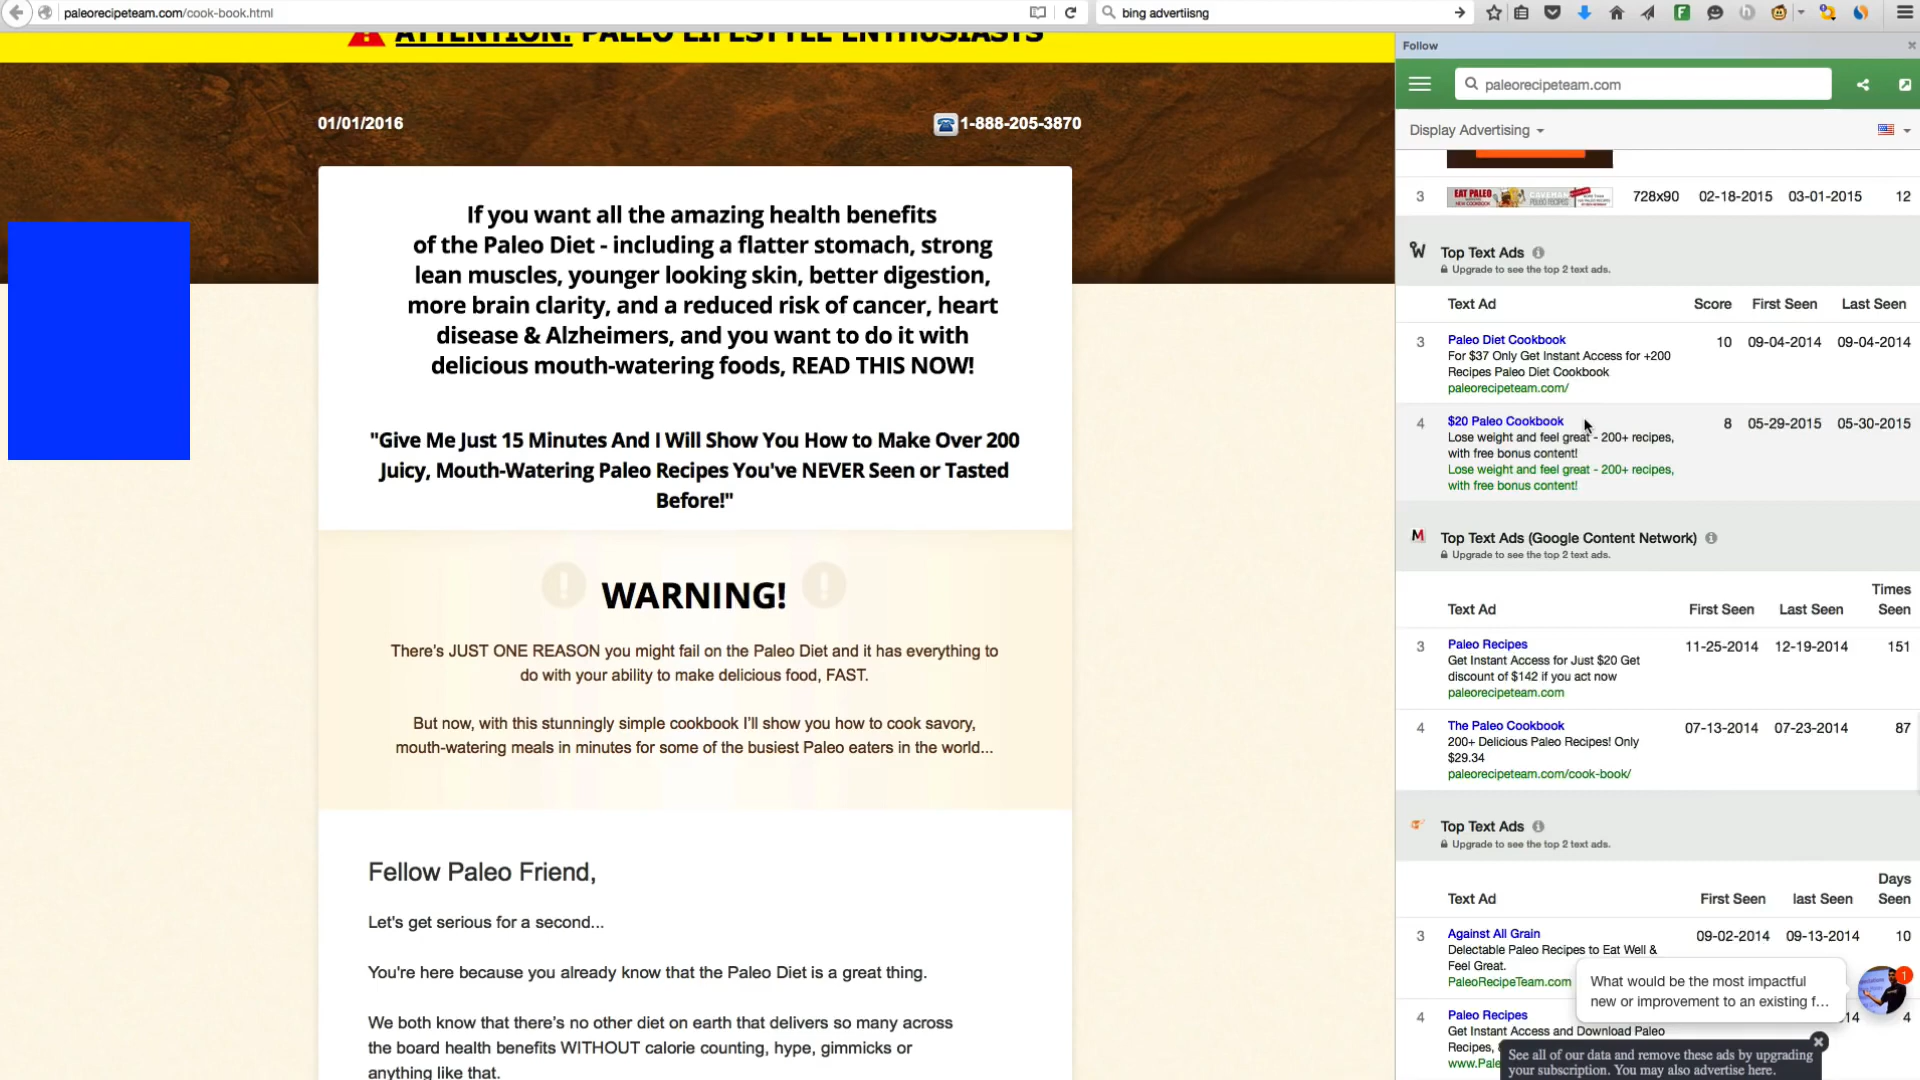 paleorecipeteam.com/cook-book.html
bing advertiisng
ATTENTION: PALEO LIFESTYLE ENTHUSIASTS
01/01/2016
1-888-205-3870
If you want all the amazing health benefits
of the Paleo Diet - including a flatter stomach, strong
lean muscles, younger looking skin, better digestion,
more brain clarity, and a reduced risk of cancer, heart
disease & Alzheimers, and you want to do it with
delicious mouth-watering foods, READ THIS NOW!
"Give Me Just 15 Minutes And I Will Show You How to Make Over 200
Juicy, Mouth-Watering Paleo Recipes You've NEVER Seen or Tasted
Before!"
WARNING!
There's JUST ONE REASON you might fail on the Paleo Diet and it has everything to
do with your ability to make delicious food, FAST.
But now, with this stunningly simple cookbook I'll show you how to cook savory,
mouth-watering meals in minutes for some of the busiest Paleo eaters in the world...
Fellow Paleo Friend,
Let's get serious for a second...
You're here because you already know that the Paleo Diet is a great thing.
We both know that there's no other diet on earth that delivers so many across
the board health benefits WITHOUT calorie counting, hype, gimmicks or
anything like that.
Follow
paleorecipeteam.com
Display Advertising
3 EAT PALEO 728x90 02-18-2015 03-01-2015 12
Top Text Ads
Upgrade to see the top 2 text ads.
Text Ad Score First Seen Last Seen
3 Paleo Diet Cookbook 10 09-04-2014 09-04-2014
For $37 Only Get Instant Access for +200
Recipes Paleo Diet Cookbook
paleorecipeteam.com/
4 $20 Paleo Cookbook 8 05-29-2015 05-30-2015
Lose weight and feel great - 200+ recipes,
with free bonus content!
Lose weight and feel great - 200+ recipes,
with free bonus content!
Top Text Ads (Google Content Network)
Upgrade to see the top 2 text ads.
Text Ad First Seen Last Seen Times Seen
3 Paleo Recipes 11-25-2014 12-19-2014 151
Get Instant Access for Just $20 Get
discount of $142 if you act now
paleorecipeteam.com
4 The Paleo Cookbook 07-13-2014 07-23-2014 87
200+ Delicious Paleo Recipes! Only
$29.34
paleorecipeteam.com/cook-book/
Top Text Ads
Upgrade to see the top 2 text ads.
Text Ad First Seen last Seen Days Seen
3 Against All Grain 09-02-2014 09-13-2014 10
Delectable Paleo Recipes to Eat Well &
Feel Great.
PaleoRecipeTeam.com
What would be the most impactful
new or improvement to an existing f...
1
4 Paleo Recipes 14 4
Get Instant Access and Download Paleo
Recipes,
www.Pale
See all of our data and remove these ads by upgrading
your subscription. You may also advertise here.